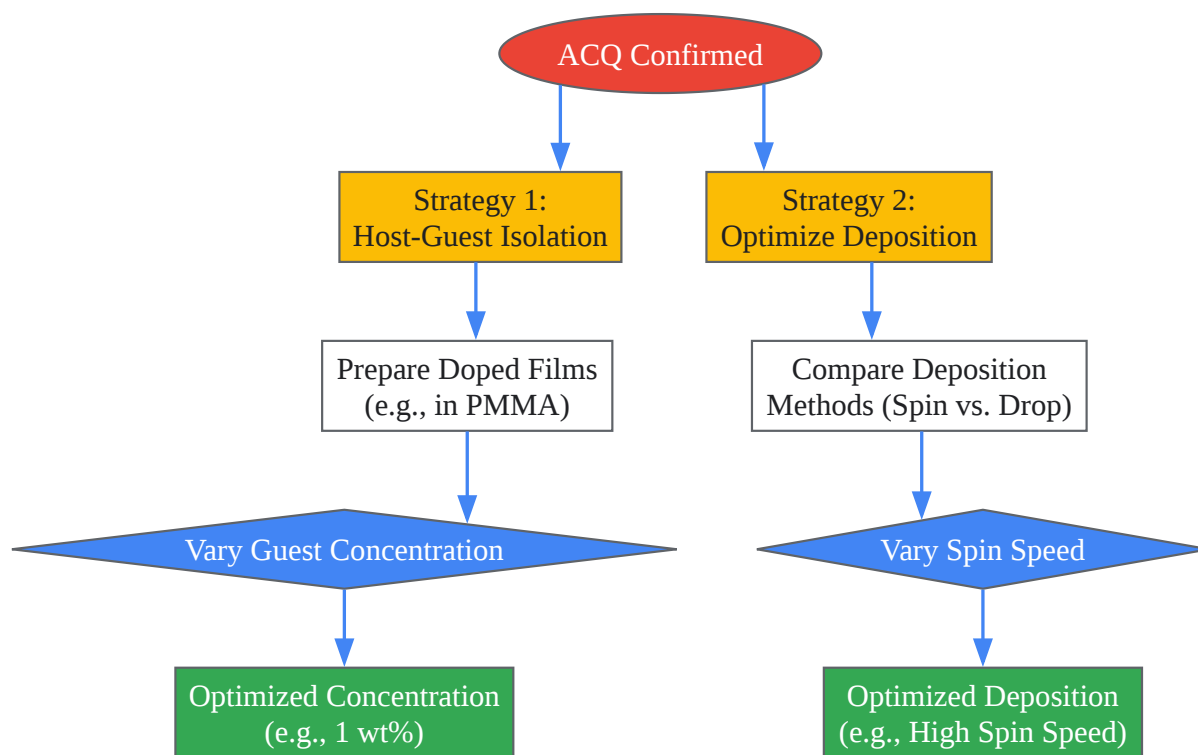 ACQ Confirmed
Strategy 1:
Host-Guest Isolation
Strategy 2:
Optimize Deposition
Prepare Doped Films
(e.g., in PMMA)
Compare Deposition
Methods (Spin vs. Drop)
Vary Guest Concentration
Vary Spin Speed
Optimized Concentration
(e.g., 1 wt%)
Optimized Deposition
(e.g., High Spin Speed)